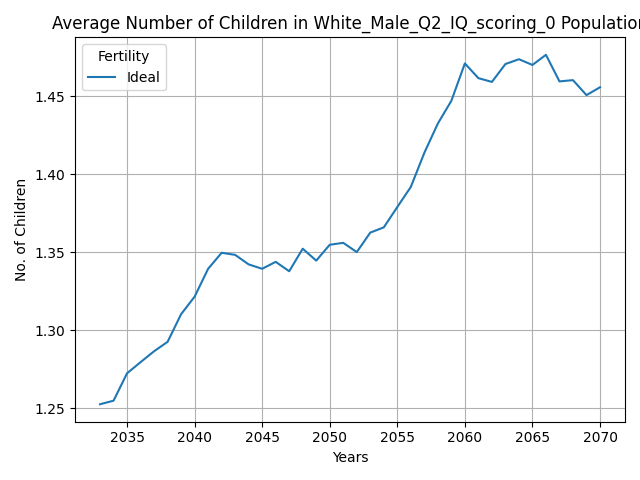 Average Number of Children in White_Male_Q2_IQ_scoring_0 Population
Fertility
Ideal
No. of Children
1.45
1.40
1.35
1.30
1.25
2035 2040 2045 2050 2055 2060 2065 2070
Years